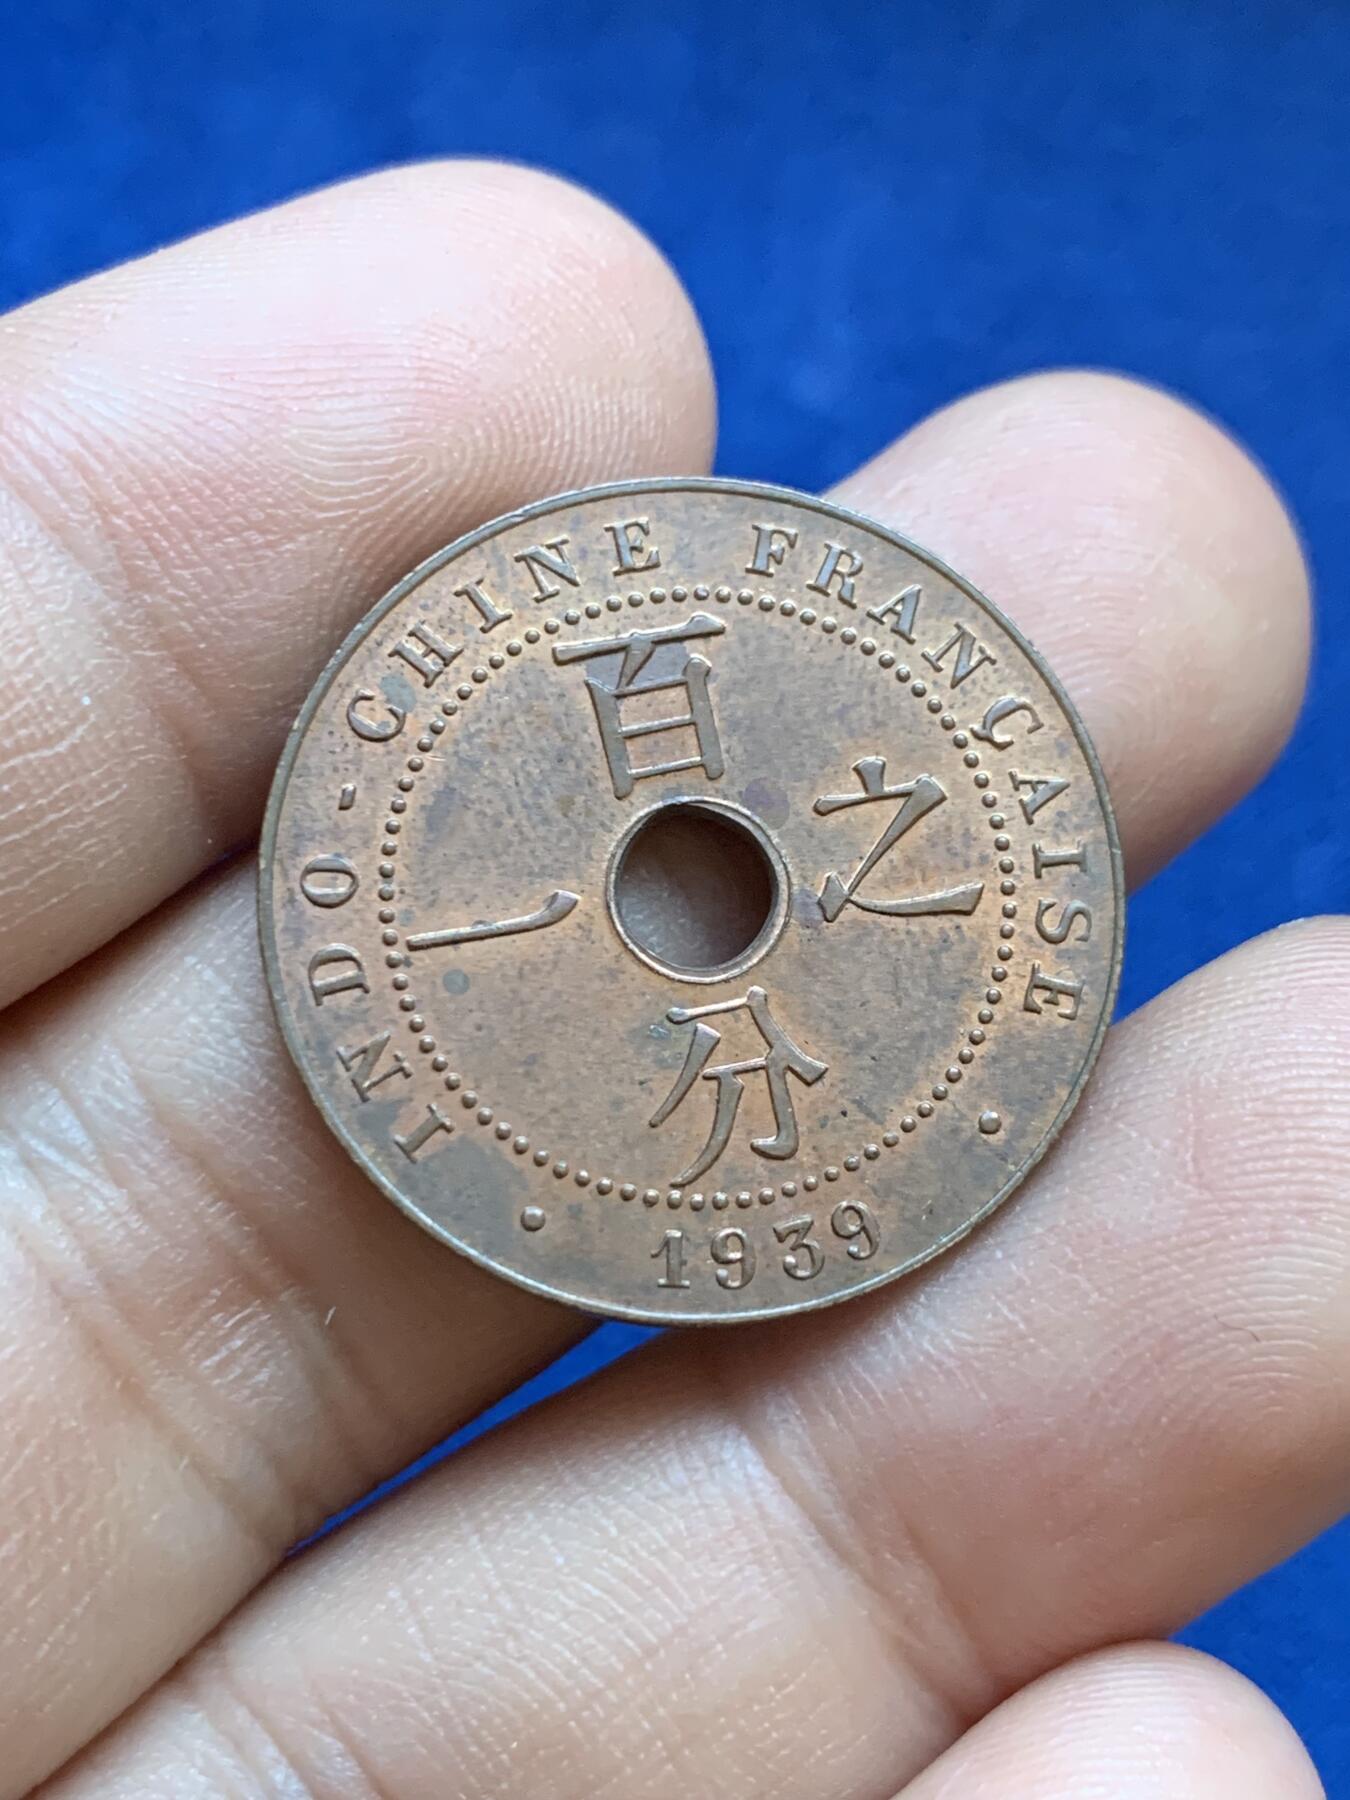 INDO-CHINE FRANÇAISE
百
之
分
一
• 1939 •